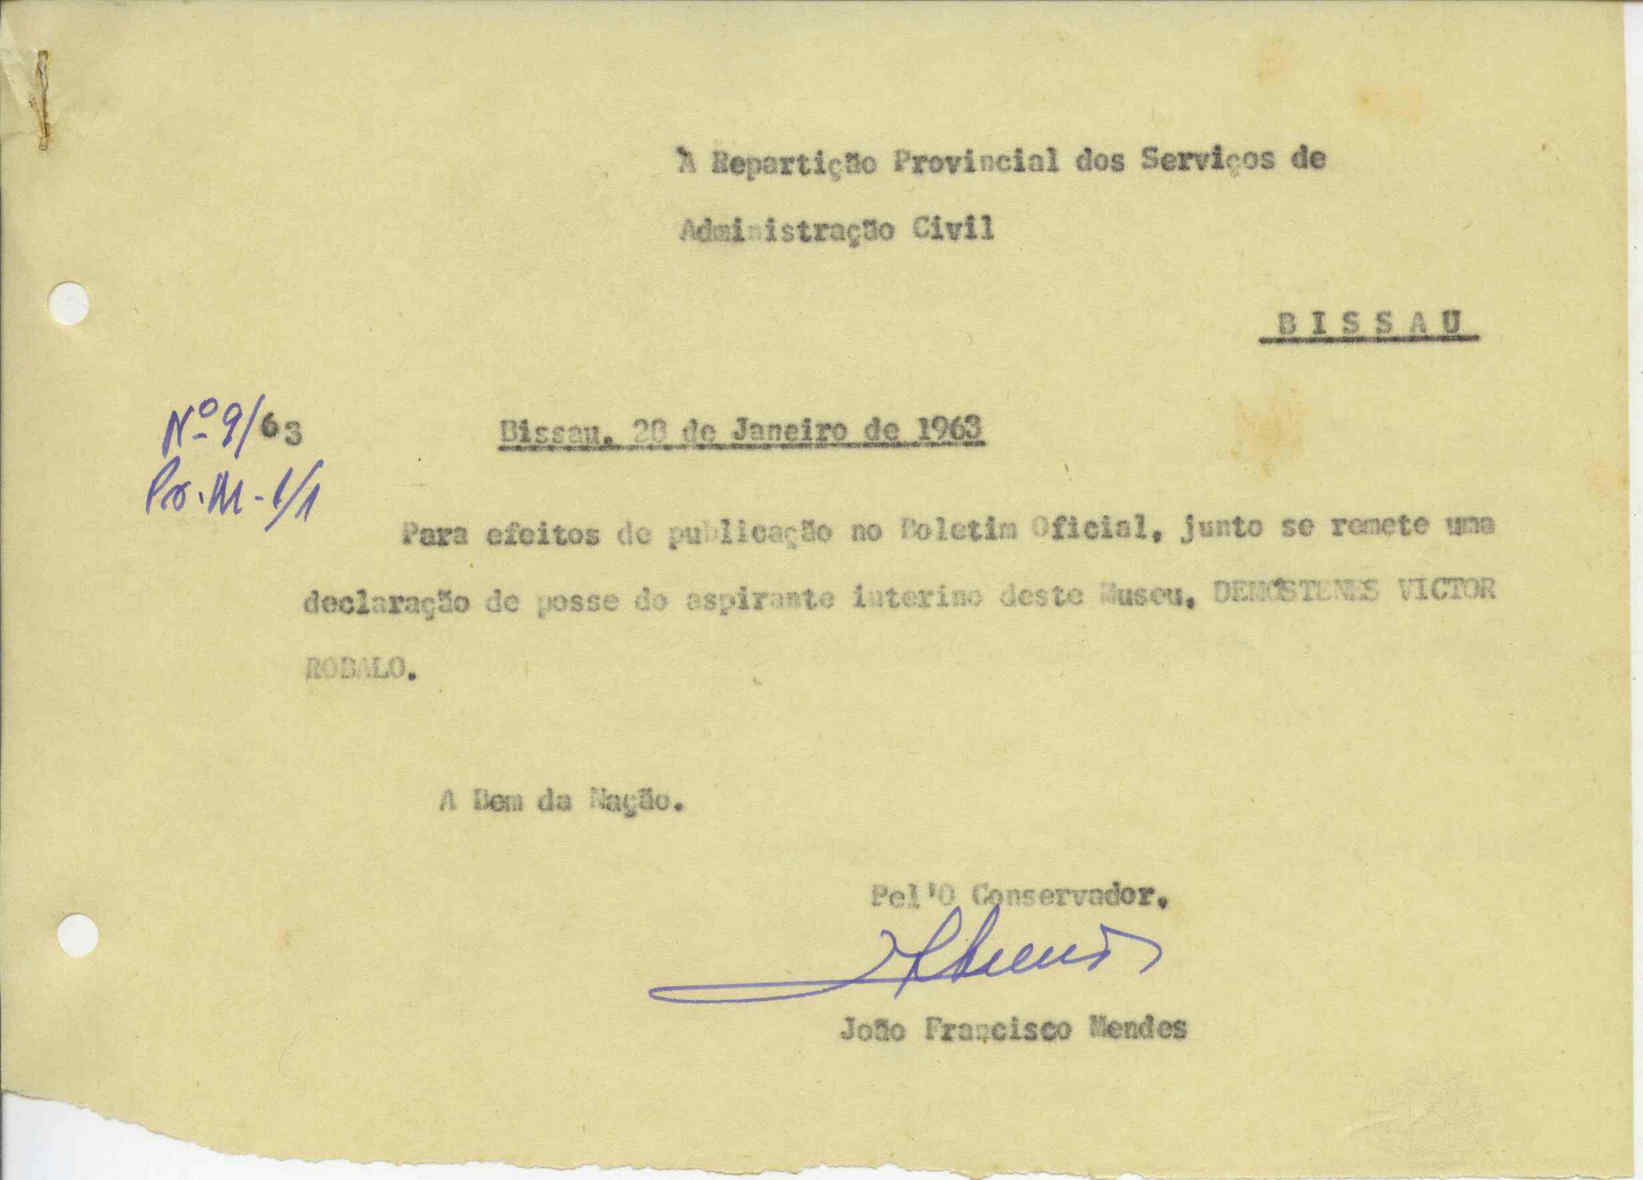 À Repartição Provincial dos Serviços de
Administração Civil
BISSAU
Nº 9/63
Bissau, 28 de Janeiro de 1963
Pr. M - 1/1
Para efeitos de publicação no Boletim Oficial, junto se remete uma
declaração de posse do aspirante interino deste Museu, DEMÓSTENES VICTOR
ROBALO.
A Bem da Nação.
Pel'O Conservador,
João Francisco Mendes